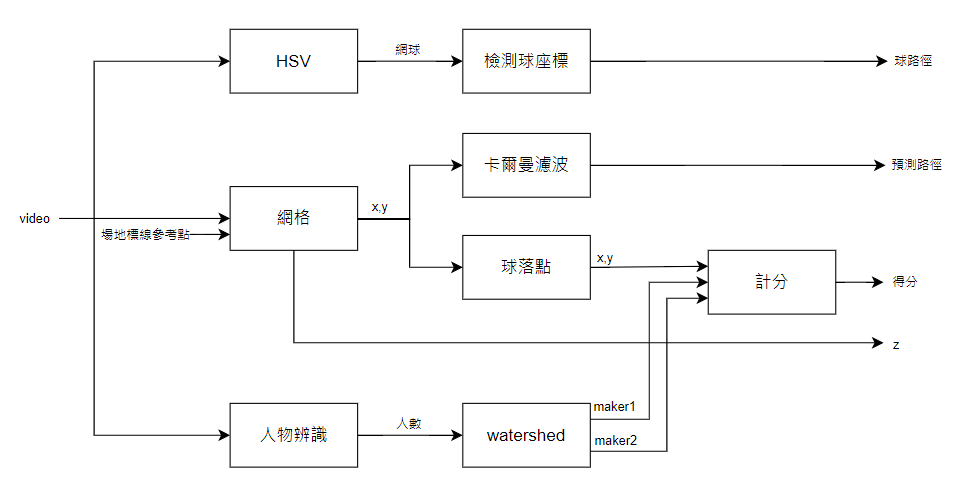 HSV
網球
檢測球座標
球路徑
卡爾曼濾波
預測路徑
video
場地標線參考點
網格
x,y
球落點
x,y
計分
得分
z
人物辨識
人數
watershed
maker1
maker2